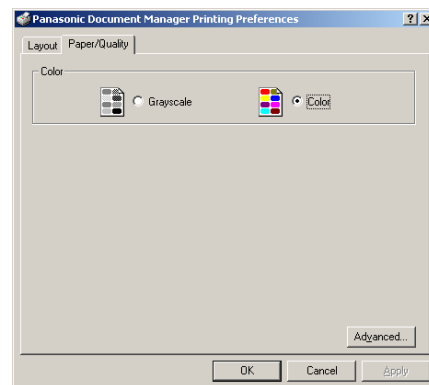 Panasonic Document Manager Printing Preferences
Layout Paper/Quality
Color
Grayscale Color
Advanced...
OK Cancel Apply